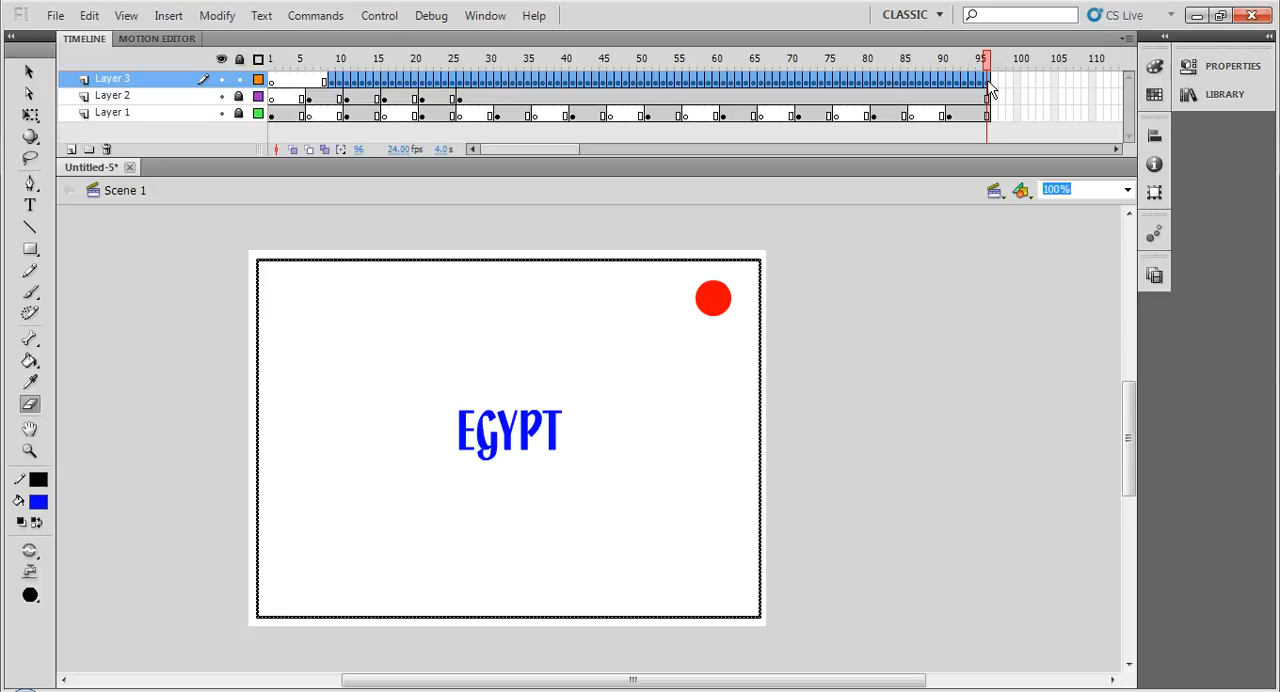 Fl File Edit View Insert Modify Text Commands Control Debug Window Help CLASSIC CS Live
TIMELINE MOTION EDITOR
1 5 10 15 20 25 30 35 40 45 50 55 60 65 70 75 80 85 90 95 100 105 110
PROPERTIES
Layer 3
Layer 2
LIBRARY
Layer 1
96 24.00 fps 4.0 s
Untitled-5*
Scene 1
100%
T
EGYPT